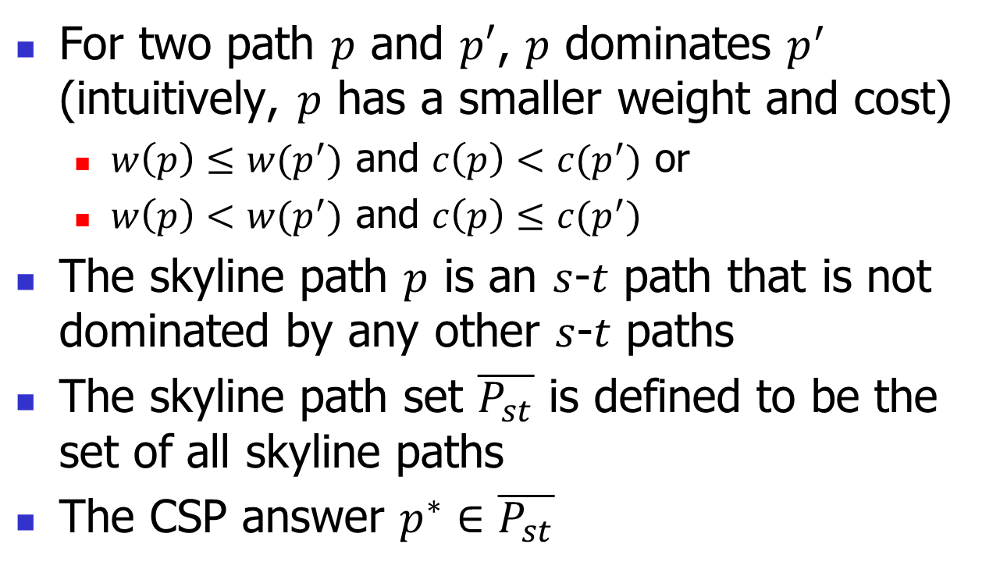 ▪ For two path 𝑝 and 𝑝′, 𝑝 dominates 𝑝′
(intuitively, 𝑝 has a smaller weight and cost)
▪ 𝑤(𝑝) ≤ 𝑤(𝑝′) and 𝑐(𝑝) < 𝑐(𝑝′) or
▪ 𝑤(𝑝) < 𝑤(𝑝′) and 𝑐(𝑝) ≤ 𝑐(𝑝′)
▪ The skyline path 𝑝 is an 𝑠-𝑡 path that is not
dominated by any other 𝑠-𝑡 paths
▪ The skyline path set $\overline{P_{st}}$ is defined to be the
set of all skyline paths
▪ The CSP answer $p^* \in \overline{P_{st}}$